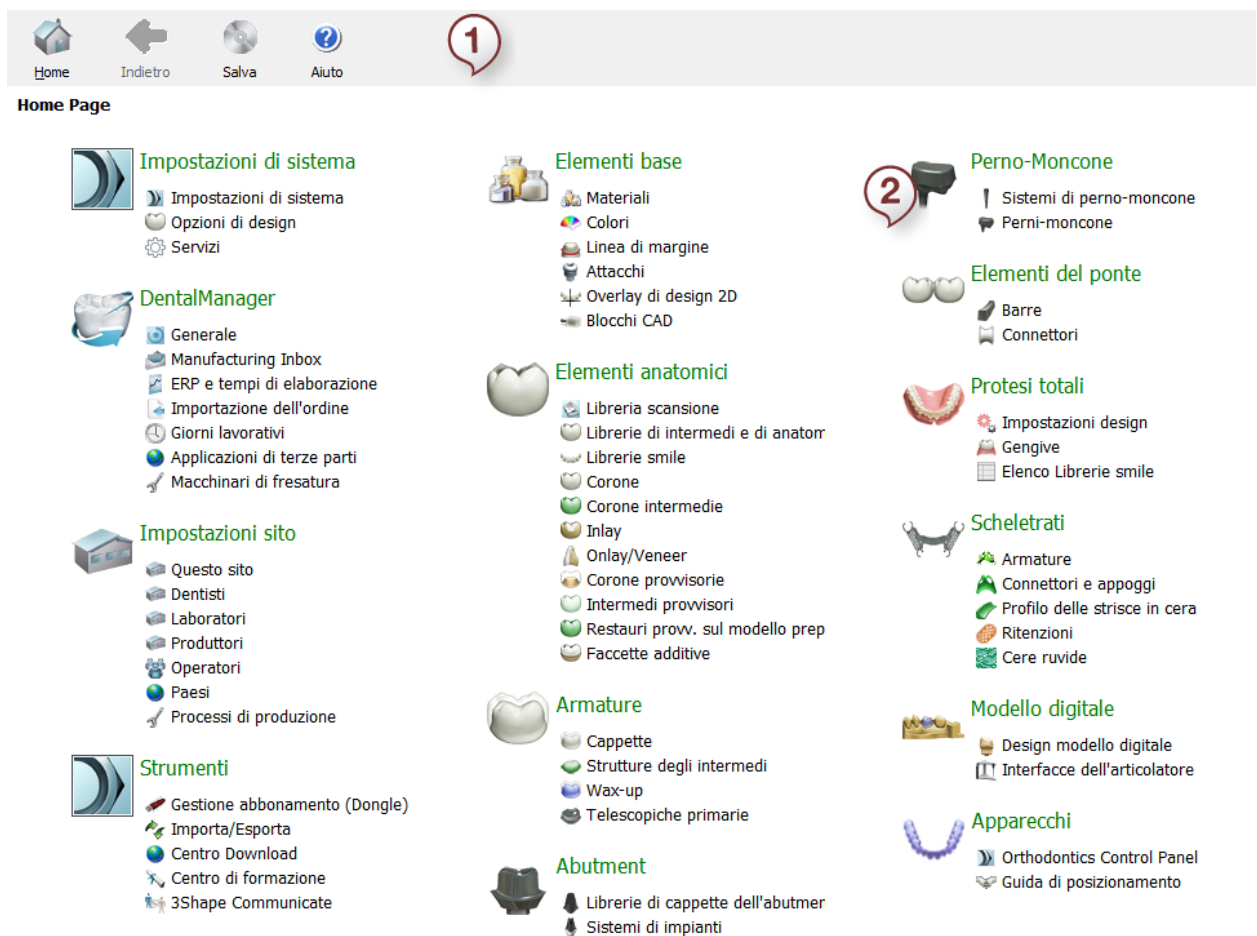 Home
Indietro
Salva
Aiuto
1
Home Page
Impostazioni di sistema
Impostazioni di sistema
Opzioni di design
Servizi
DentalManager
Generale
Manufacturing Inbox
ERP e tempi di elaborazione
Importazione dell'ordine
Giorni lavorativi
Applicazioni di terze parti
Macchinari di fresatura
Impostazioni sito
Questo sito
Dentisti
Laboratori
Produttori
Operatori
Paesi
Processi di produzione
Strumenti
Gestione abbonamento (Dongle)
Importa/Esporta
Centro Download
Centro di formazione
3Shape Communicate
Elementi base
Materiali
Colori
Linea di margine
Attacchi
Overlay di design 2D
Blocchi CAD
Elementi anatomici
Libreria scansione
Librerie di intermedi e di anatom
Librerie smile
Corone
Corone intermedie
Inlay
Onlay/Veneer
Corone provvisorie
Intermedi provvisori
Restauri provv. sul modello prep
Faccette additive
Armature
Cappette
Strutture degli intermedi
Wax-up
Telescopiche primarie
Abutment
Librerie di cappette dell'abutmer
Sistemi di impianti
2
Perno-Moncone
Sistemi di perno-moncone
Perni-moncone
Elementi del ponte
Barre
Connettori
Protesi totali
Impostazioni design
Gengive
Elenco Librerie smile
Scheletrati
Armature
Connettori e appoggi
Profilo delle strisce in cera
Ritenzioni
Cere ruvide
Modello digitale
Design modello digitale
Interfacce dell'articolatore
Apparecchi
Orthodontics Control Panel
Guida di posizionamento